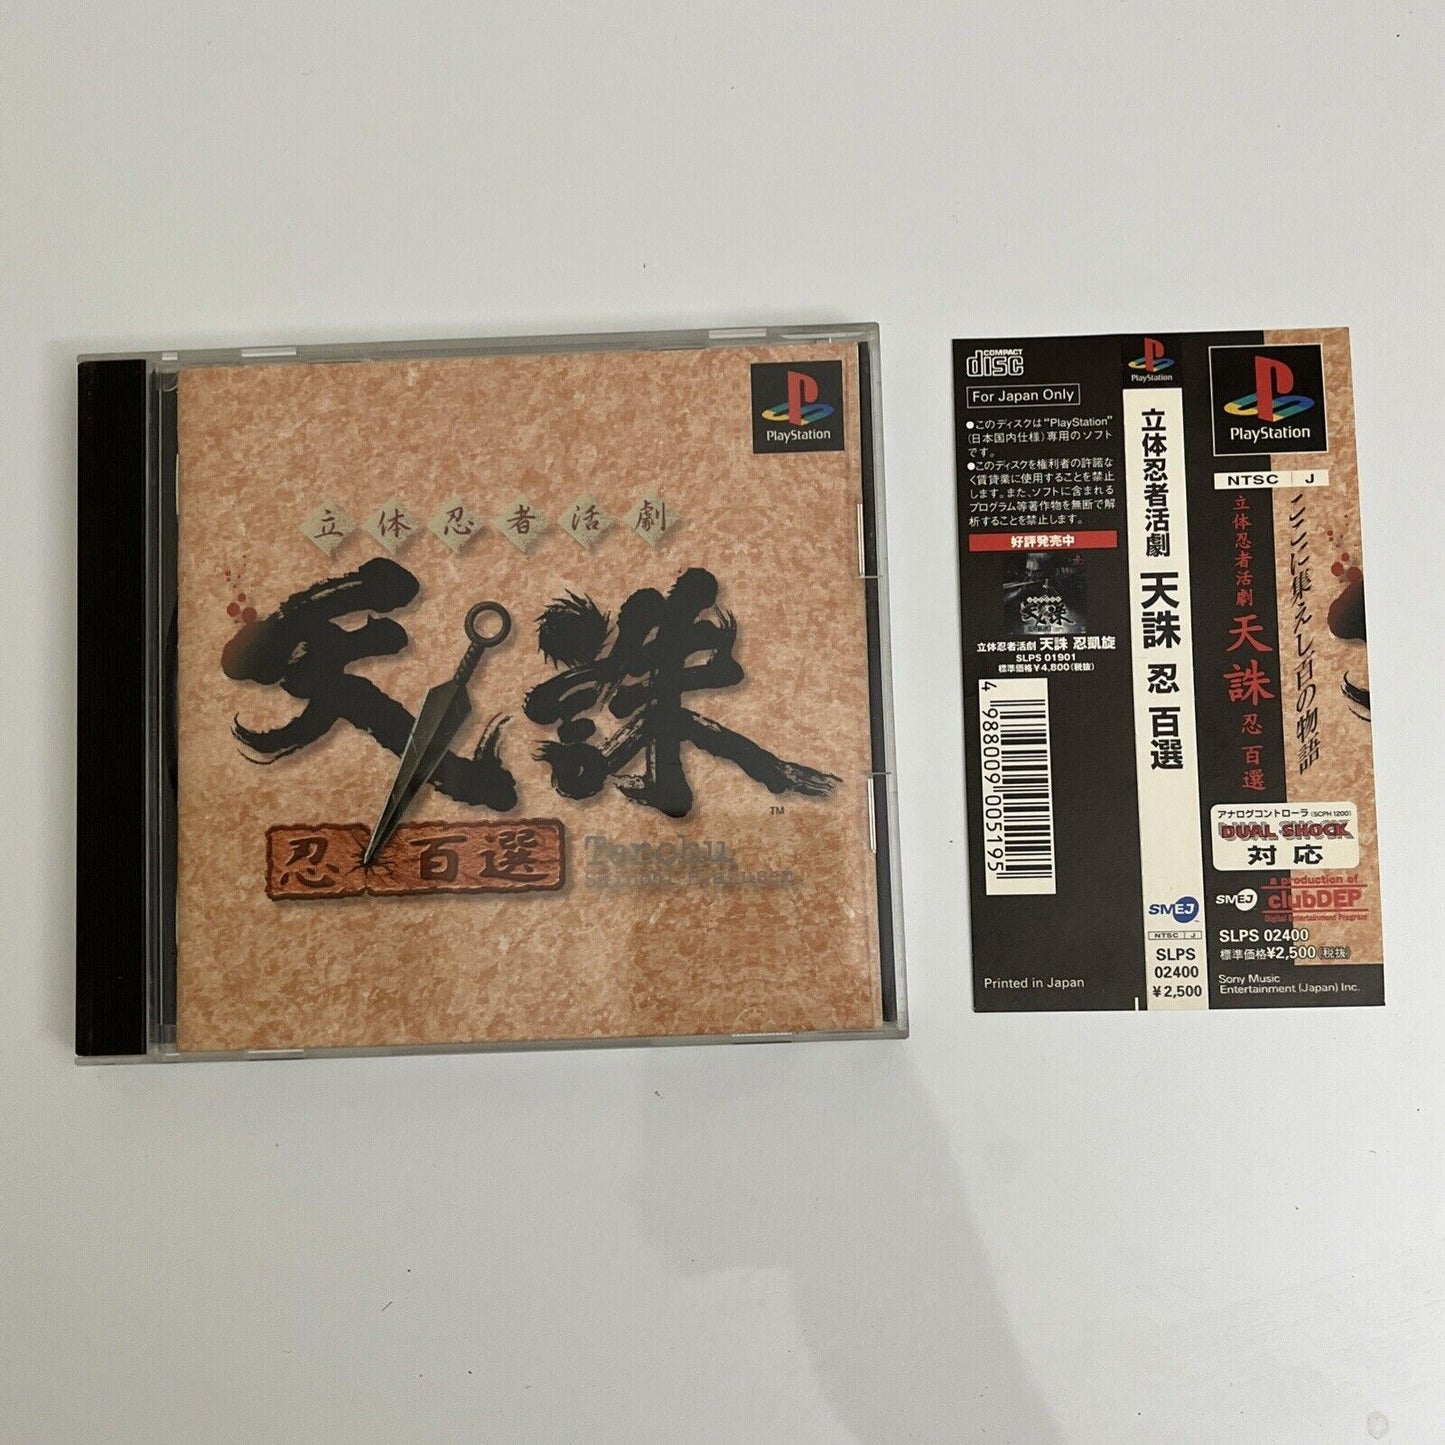 PlayStation
立体忍者活劇
天誅
TM
忍 百選
Tenchu
COMPACT
disc
For Japan Only
●このディスクは“PlayStation”
(日本国内仕様)専用のソフト
です。
●このディスクを権利者の許諾な
く賃貸業に使用することを禁止
します。また、ソフトに含まれる
プログラム等著作物を無断で解
析することを禁止します。
好評発売中
天誅
立体忍者活劇 天誅 忍凱旋
SLPS 01901
標準価格¥4,800(税抜)
4 988009 005195
Printed in Japan
PlayStation
立体忍者活劇 天誅 忍 百選
SMEJ
NTSC J
SLPS
02400
¥2,500
PlayStation
NTSC J
ここに集えし百の物語
立体忍者活劇 天誅 忍百選
アナログコントローラ(SCPH 1200)
DUAL SHOCK
対応
SMEJ
a production of
clubDEP
Digital Entertainment Program
SLPS 02400
標準価格¥2,500(税抜)
Sony Music
Entertainment (Japan) Inc.